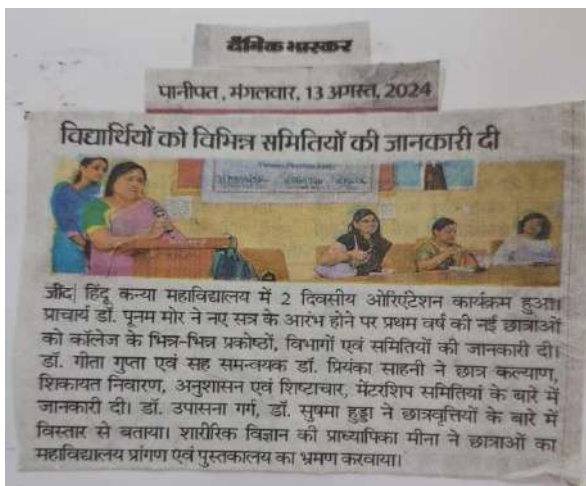 दैनिक भास्कर
पानीपत, मंगलवार, 13 अगस्त, 2024
विद्यार्थियों को विभिन्न समितियों की जानकारी दी
जींद| हिंदू कन्या महाविद्यालय में 2 दिवसीय ओरिएंटेशन कार्यक्रम हुआ।
प्राचार्य डॉ. पूनम मोर ने नए सत्र के आरंभ होने पर प्रथम वर्ष की नई छात्राओं
को कॉलेज के भिन्न-भिन्न प्रकोष्ठों, विभागों एवं समितियों की जानकारी दी।
डॉ. गीता गुप्ता एवं सह समन्वयक डॉ. प्रियंका साहनी ने छात्र कल्याण,
शिकायत निवारण, अनुशासन एवं शिष्टाचार, मेंटरशिप समितियां के बारे में
जानकारी दी। डॉ. उपासना गर्ग, डॉ. सुषमा हुड्डा ने छात्रवृत्तियों के बारे में
विस्तार से बताया। शारीरिक विज्ञान की प्राध्यापिका मीना ने छात्राओं का
महाविद्यालय प्रांगण एवं पुस्तकालय का भ्रमण करवाया।